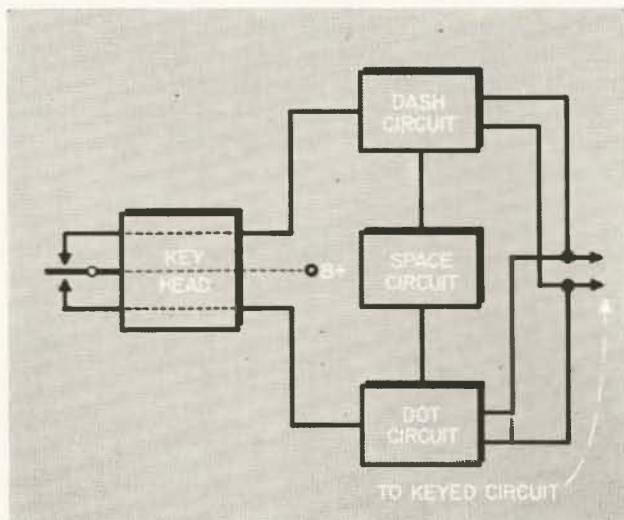 DASH
CIRCUIT
KEY
HEAD
B+
SPACE
CIRCUIT
DOT
CIRCUIT
TO KEYED CIRCUIT